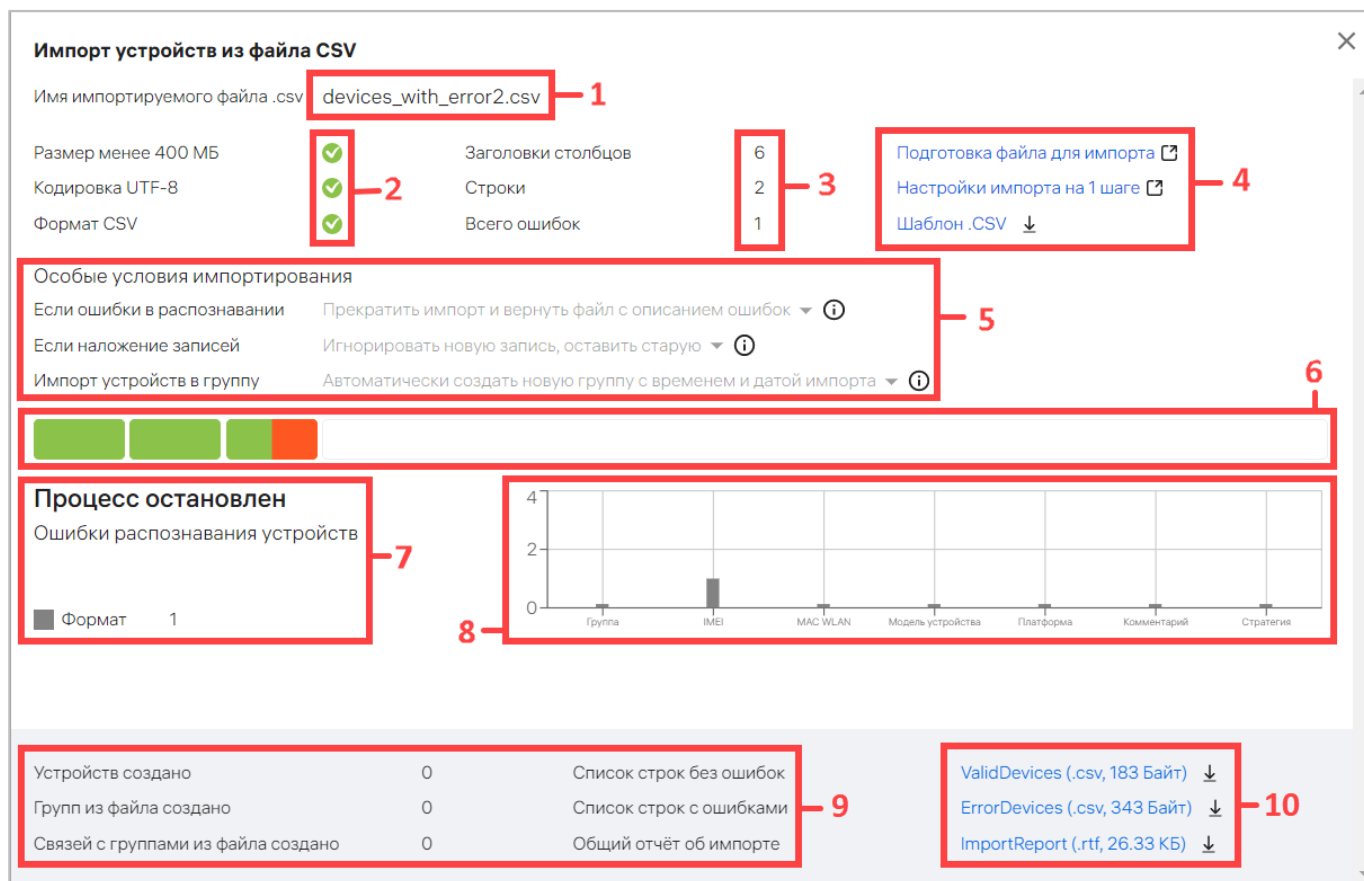 Импорт устройств из файла CSV
Имя импортируемого файла .csv devices_with_error2.csv 1
Размер менее 400 МБ Заголовки столбцов 6 Подготовка файла для импорта
Кодировка UTF-8 2 Строки 2 3 Настройки импорта на 1 шаге 4
Формат CSV Всего ошибок 1 Шаблон .CSV
Особые условия импортирования
Если ошибки в распознавании Прекратить импорт и вернуть файл с описанием ошибок
5
Если наложение записей Игнорировать новую запись, оставить старую
Импорт устройств в группу Автоматически создать новую группу с временем и датой импорта
6
Процесс остановлен
Ошибки распознавания устройств
7
Формат 1
4
2
0
Группа IMEI MAC WLAN Модель устройства Платформа Комментарий Стратегия
8
Устройств создано 0 Список строк без ошибок ValidDevices (.csv, 183 Байт)
Групп из файла создано 0 Список строк с ошибками 9 ErrorDevices (.csv, 343 Байт) 10
Связей с группами из файла создано 0 Общий отчёт об импорте ImportReport (.rtf, 26.33 КБ)